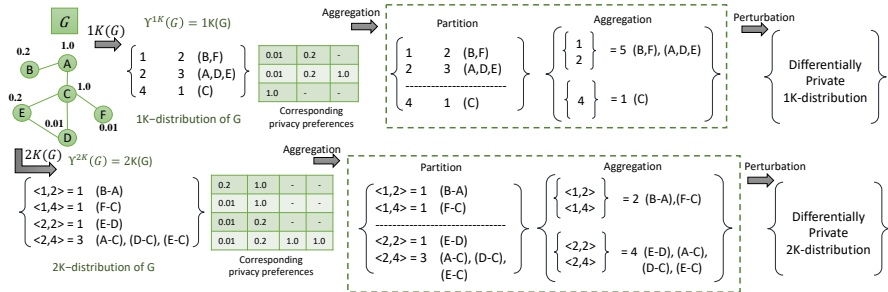 G
1K(G)
ϒ^1K(G) = 1K(G)
0.2
1.0
B
A
1.0
C
0.2
E
F
0.01
0.01
D
1 2 (B,F)
2 3 (A,D,E)
4 1 (C)
1K−distribution of G
0.01 0.2 -
0.01 0.2 1.0
1.0 - -
Corresponding
privacy preferences
Aggregation
Partition
1 2 (B,F)
2 3 (A,D,E)
4 1 (C)
Aggregation
1
2
= 5 (B,F), (A,D,E)
4
= 1 (C)
Perturbation
Differentially
Private
1K-distribution
2K(G)
ϒ^2K(G) = 2K(G)
<1,2> = 1 (B-A)
<1,4> = 1 (F-C)
<2,2> = 1 (E-D)
<2,4> = 3 (A-C), (D-C), (E-C)
2K−distribution of G
0.2 1.0 - -
0.01 1.0 - -
0.01 0.2 - -
0.01 0.2 1.0 1.0
Corresponding
privacy preferences
Aggregation
Partition
<1,2> = 1 (B-A)
<1,4> = 1 (F-C)
<2,2> = 1 (E-D)
<2,4> = 3 (A-C), (D-C),
(E-C)
Aggregation
<1,2>
<1,4>
= 2 (B-A),(F-C)
<2,2>
<2,4>
= 4 (E-D), (A-C),
(D-C), (E-C)
Perturbation
Differentially
Private
2K-distribution